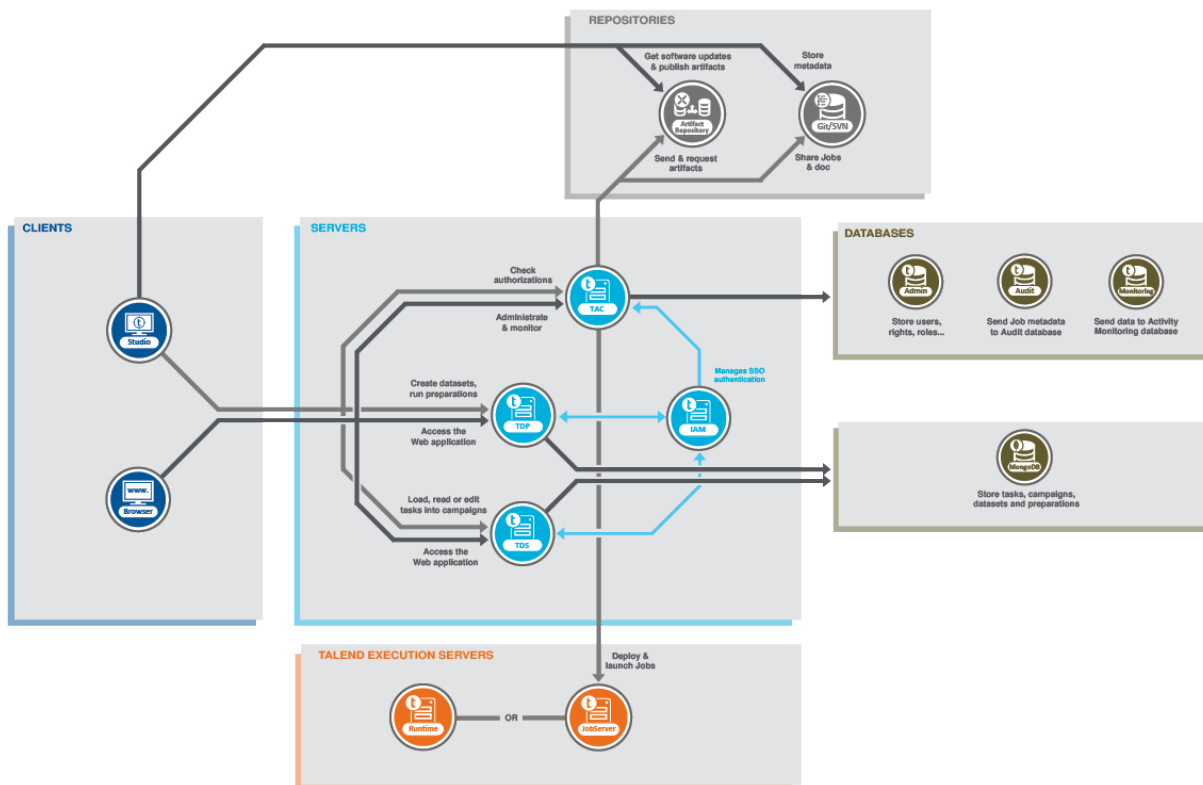 REPOSITORIES
Get software updates
& publish artifacts
Store
metadata
Artifact
Repository
Git/SVN
Send & request
artifacts
Share Jobs
& doc
CLIENTS
Studio
www.
Browser
SERVERS
Check
authorizations
t
TAC
Administrate
& monitor
Manages SSO
authentication
Create datasets,
run preparations
t
TDP
t
IAM
Access the
Web application
Load, read or edit
tasks into campaigns
t
TDS
Access the
Web application
DATABASES
t
Admin
t
Audit
t
Monitoring
Store users,
rights, roles...
Send Job metadata
to Audit database
Send data to Activity
Monitoring database
MongoDB
Store tasks, campaigns,
datasets and preparations
TALEND EXECUTION SERVERS
Deploy &
launch Jobs
t
Runtime
OR
t
JobServer